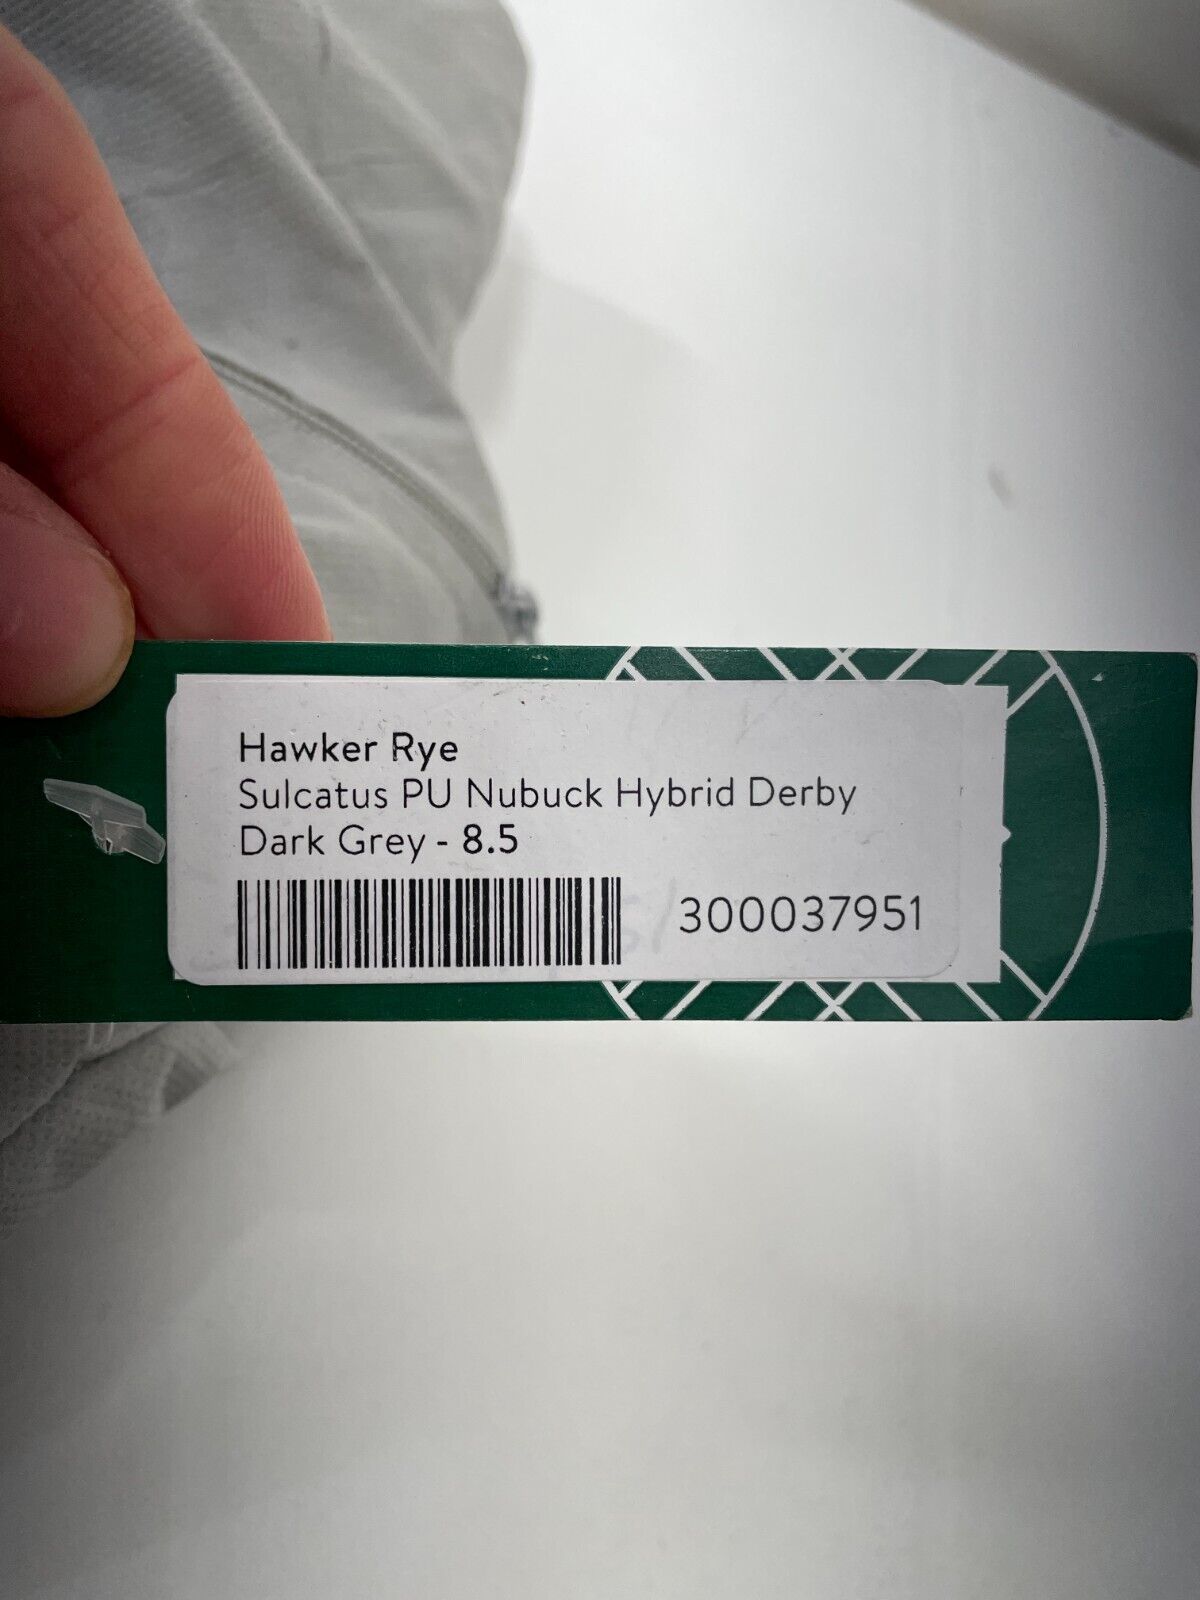 Hawker Rye
Sulcatus PU Nubuck Hybrid Derby
Dark Grey - 8.5
300037951